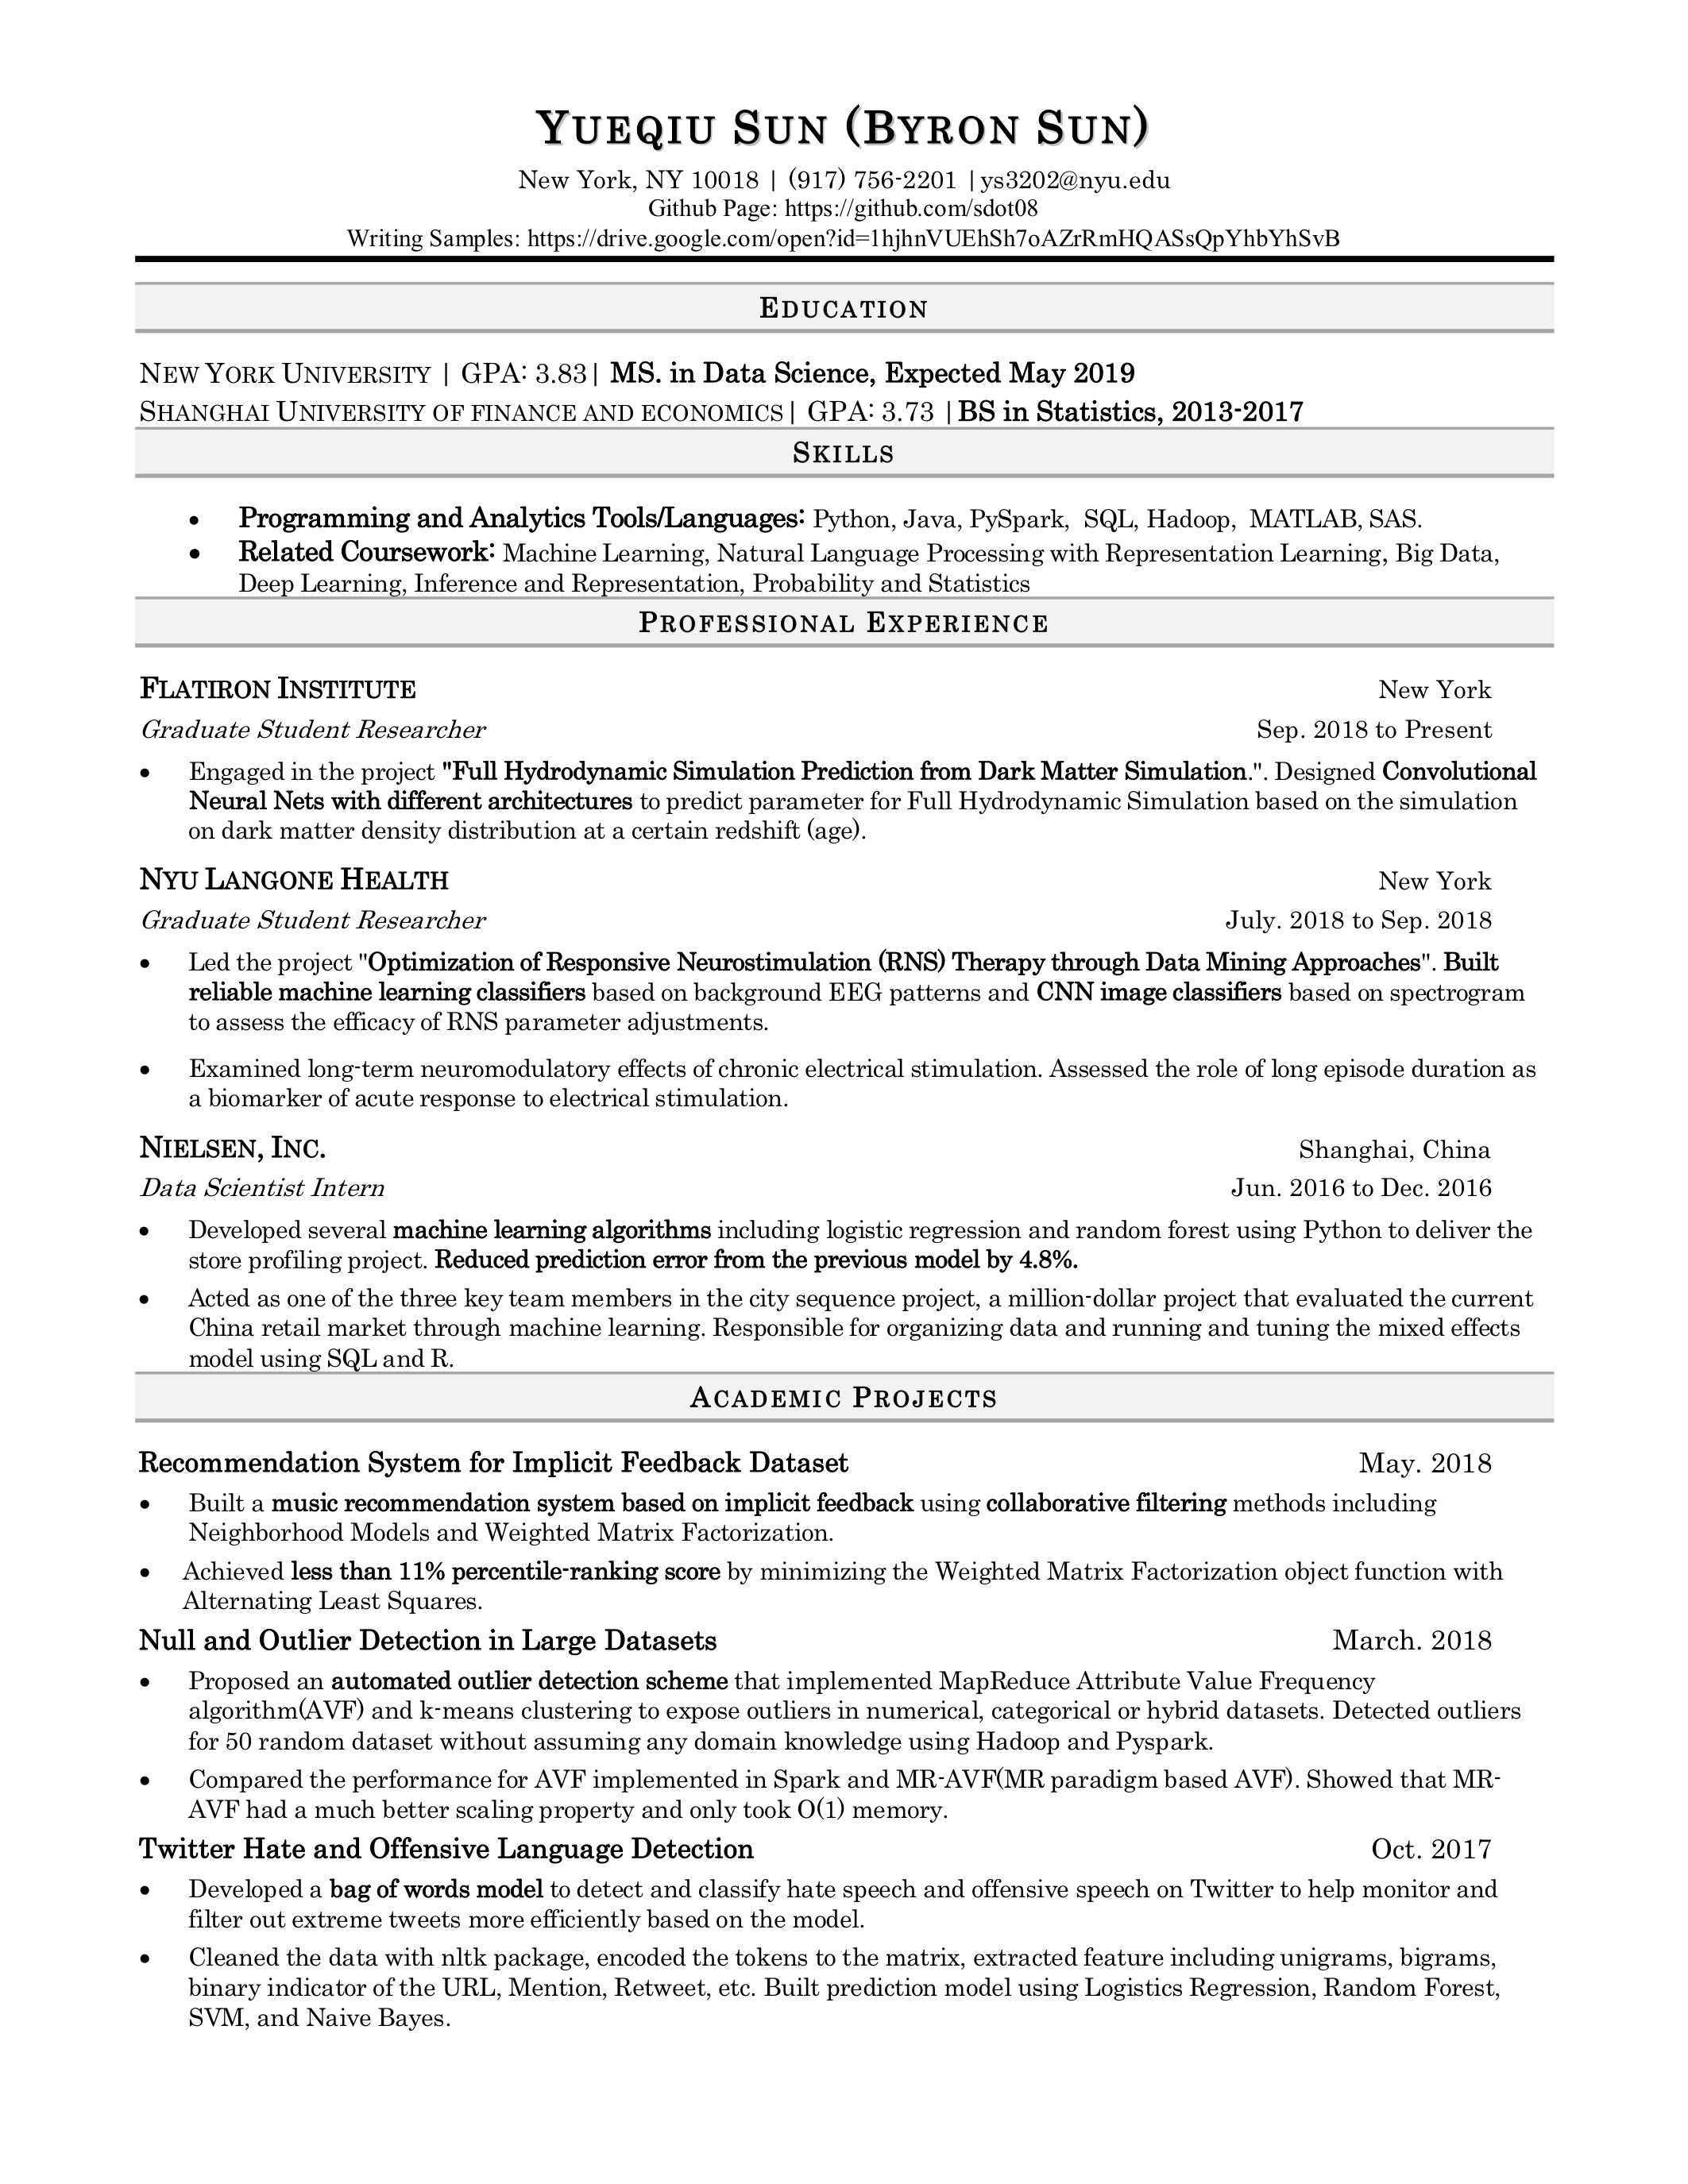 YUEQIU SUN (BYRON SUN)
New York, NY 10018 | (917) 756-2201 |ys3202@nyu.edu
Github Page: https://github.com/sdot08
Writing Samples: https://drive.google.com/open?id=1hjhnVUEhSh7oAZrRmHQASsQpYhbYhSvB
EDUCATION
NEW YORK UNIVERSITY | GPA: 3.83| MS. in Data Science, Expected May 2019
SHANGHAI UNIVERSITY OF FINANCE AND ECONOMICS| GPA: 3.73 |BS in Statistics, 2013-2017
SKILLS
• Programming and Analytics Tools/Languages: Python, Java, PySpark, SQL, Hadoop, MATLAB, SAS.
• Related Coursework: Machine Learning, Natural Language Processing with Representation Learning, Big Data,
Deep Learning, Inference and Representation, Probability and Statistics
PROFESSIONAL EXPERIENCE
FLATIRON INSTITUTE New York
Graduate Student Researcher Sep. 2018 to Present
• Engaged in the project "Full Hydrodynamic Simulation Prediction from Dark Matter Simulation.". Designed Convolutional
Neural Nets with different architectures to predict parameter for Full Hydrodynamic Simulation based on the simulation
on dark matter density distribution at a certain redshift (age).
NYU LANGONE HEALTH New York
Graduate Student Researcher July. 2018 to Sep. 2018
• Led the project "Optimization of Responsive Neurostimulation (RNS) Therapy through Data Mining Approaches". Built
reliable machine learning classifiers based on background EEG patterns and CNN image classifiers based on spectrogram
to assess the efficacy of RNS parameter adjustments.
• Examined long-term neuromodulatory effects of chronic electrical stimulation. Assessed the role of long episode duration as
a biomarker of acute response to electrical stimulation.
NIELSEN, INC. Shanghai, China
Data Scientist Intern Jun. 2016 to Dec. 2016
• Developed several machine learning algorithms including logistic regression and random forest using Python to deliver the
store profiling project. Reduced prediction error from the previous model by 4.8%.
• Acted as one of the three key team members in the city sequence project, a million-dollar project that evaluated the current
China retail market through machine learning. Responsible for organizing data and running and tuning the mixed effects
model using SQL and R.
ACADEMIC PROJECTS
Recommendation System for Implicit Feedback Dataset May. 2018
• Built a music recommendation system based on implicit feedback using collaborative filtering methods including
Neighborhood Models and Weighted Matrix Factorization.
• Achieved less than 11% percentile-ranking score by minimizing the Weighted Matrix Factorization object function with
Alternating Least Squares.
Null and Outlier Detection in Large Datasets March. 2018
• Proposed an automated outlier detection scheme that implemented MapReduce Attribute Value Frequency
algorithm(AVF) and k-means clustering to expose outliers in numerical, categorical or hybrid datasets. Detected outliers
for 50 random dataset without assuming any domain knowledge using Hadoop and Pyspark.
• Compared the performance for AVF implemented in Spark and MR-AVF(MR paradigm based AVF). Showed that MR-
AVF had a much better scaling property and only took O(1) memory.
Twitter Hate and Offensive Language Detection Oct. 2017
• Developed a bag of words model to detect and classify hate speech and offensive speech on Twitter to help monitor and
filter out extreme tweets more efficiently based on the model.
• Cleaned the data with nltk package, encoded the tokens to the matrix, extracted feature including unigrams, bigrams,
binary indicator of the URL, Mention, Retweet, etc. Built prediction model using Logistics Regression, Random Forest,
SVM, and Naive Bayes.